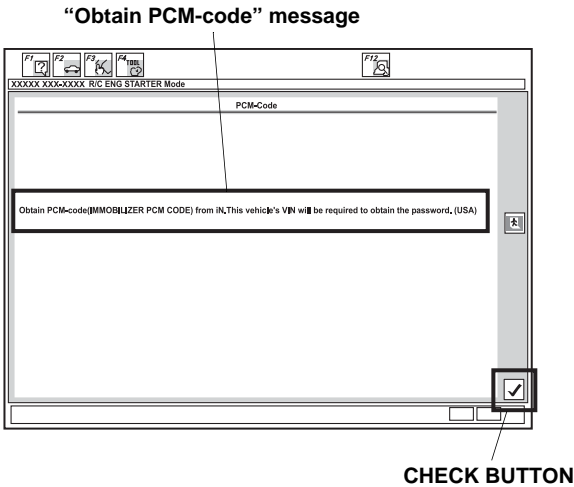 “Obtain PCM-code” message
F1 F2 F3 F4 TOOL F12
XXXXX XXX-XXXX R/C ENG STARTER Mode
PCM-Code
Obtain PCM-code(IMMOBILIZER PCM CODE) from iN.This vehicle's VIN will be required to obtain the password. (USA)
CHECK BUTTON